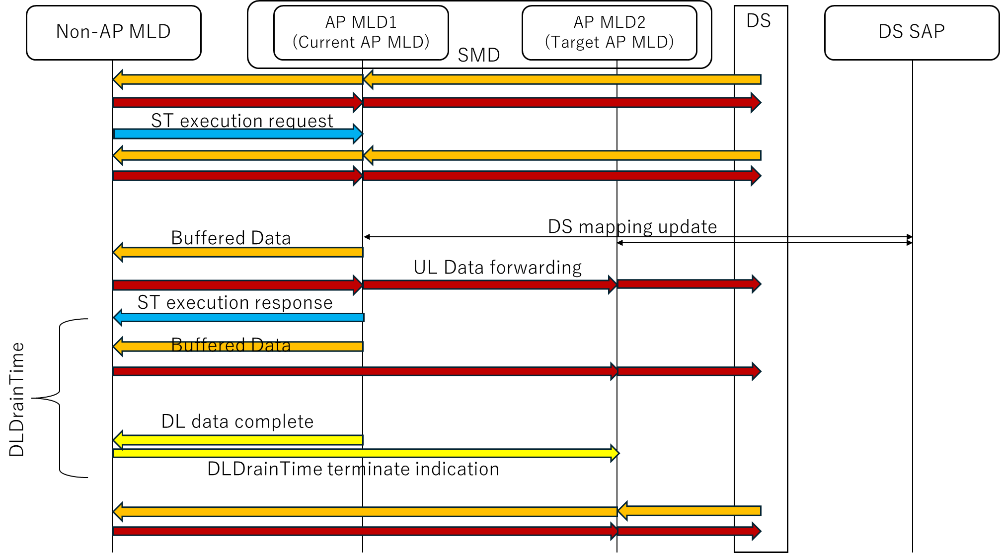 Non-AP MLD
AP MLD1
(Current AP MLD)
AP MLD2
(Target AP MLD)
SMD
DS
DS SAP
ST execution request
DS mapping update
Buffered Data
UL Data forwarding
ST execution response
Buffered Data
DLDrainTime
DL data complete
DLDrainTime terminate indication